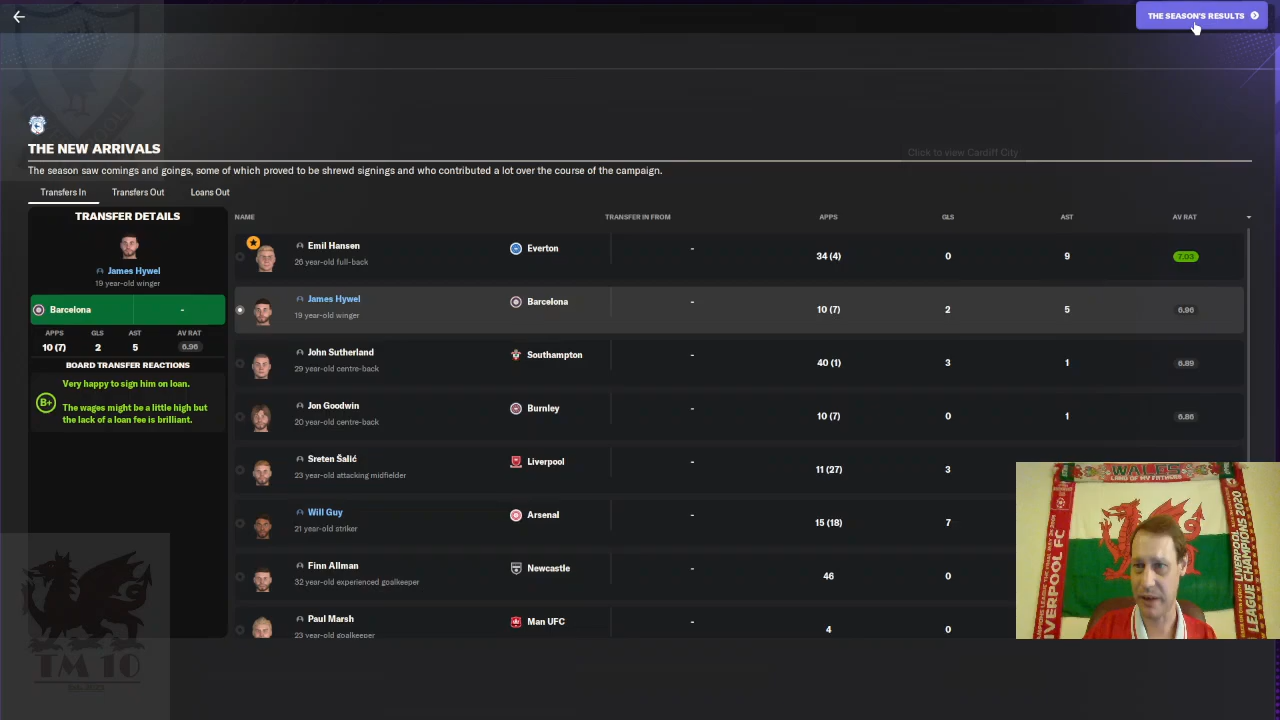 THE SEASON'S RESULTS
THE NEW ARRIVALS
Click to view Cardiff City
The season saw comings and goings, some of which proved to be shrewd signings and who contributed a lot over the course of the campaign.
Transfers In Transfers Out Loans Out
TRANSFER DETAILS
James Hywel
19 year-old winger
Barcelona -
APPS GLS AST AV RAT
10 (7) 2 5 6.96
BOARD TRANSFER REACTIONS
B+
Very happy to sign him on loan.
The wages might be a little high but
the lack of a loan fee is brilliant.
NAME TRANSFER IN FROM APPS GLS AST AV RAT
Emil Hansen Everton - 34 (4) 0 9 7.03
26 year-old full-back
James Hywel Barcelona - 10 (7) 2 5 6.96
19 year-old winger
John Sutherland Southampton - 40 (1) 3 1 6.89
29 year-old centre-back
Jon Goodwin Burnley - 10 (7) 0 1 6.86
20 year-old centre-back
Sreten Šalić Liverpool - 11 (27) 3
23 year-old attacking midfielder
Will Guy Arsenal - 15 (18) 7
21 year-old striker
Finn Allman Newcastle - 46 0
32 year-old experienced goalkeeper
Paul Marsh Man UFC - 4 0
23 year-old goalkeeper
WALES
LAND OF MY FATHERS
LIVERPOOL FC
LIVERPOOL
LEAGUE CHAMPIONS 2020
TM 10